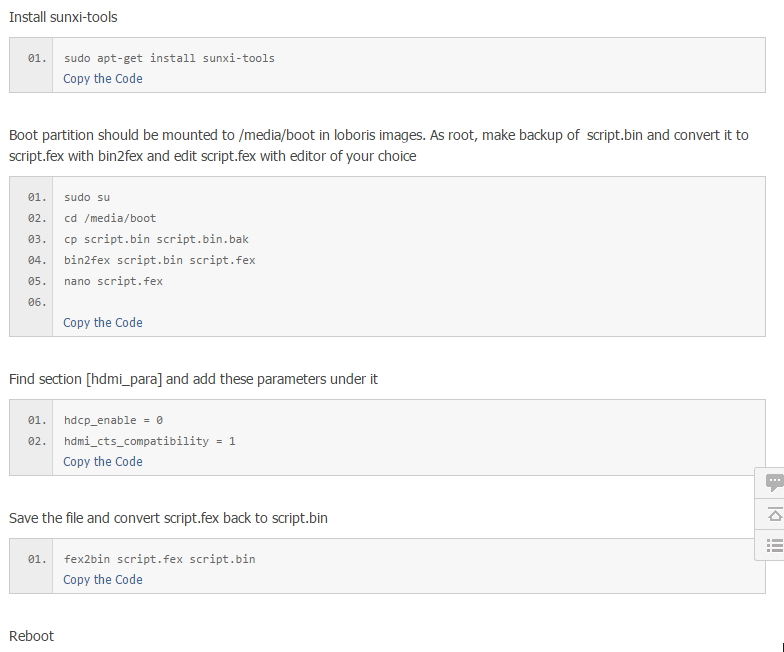 Install sunxi-tools
01. sudo apt-get install sunxi-tools
Copy the Code
Boot partition should be mounted to /media/boot in loboris images. As root, make backup of  script.bin and convert it to
script.fex with bin2fex and edit script.fex with editor of your choice
01. sudo su
02. cd /media/boot
03. cp script.bin script.bin.bak
04. bin2fex script.bin script.fex
05. nano script.fex
06.
Copy the Code
Find section [hdmi_para] and add these parameters under it
01. hdcp_enable = 0
02. hdmi_cts_compatibility = 1
Copy the Code
Save the file and convert script.fex back to script.bin
01. fex2bin script.fex script.bin
Copy the Code
Reboot